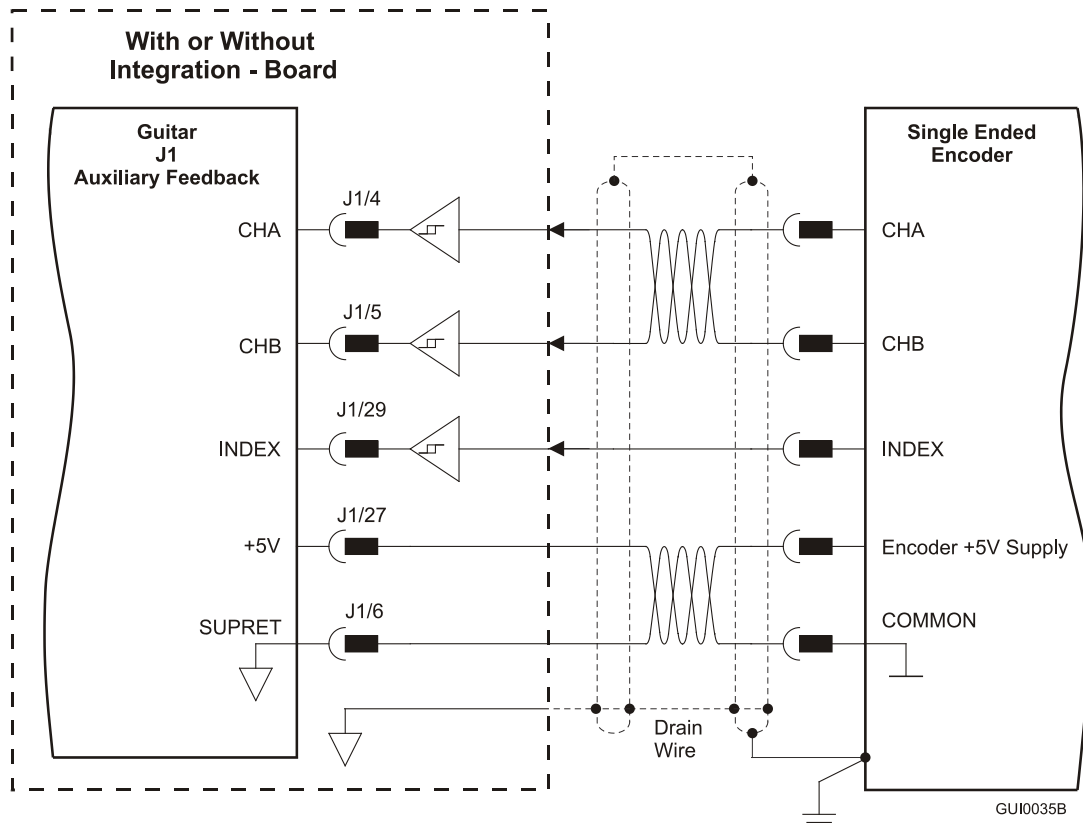 With or Without
Integration - Board
Guitar
J1
Auxiliary Feedback
Single Ended
Encoder
J1/4
CHA
CHA
J1/5
CHB
CHB
J1/29
INDEX
INDEX
J1/27
+5V
Encoder +5V Supply
J1/6
SUPRET
COMMON
Drain
Wire
GUI0035B